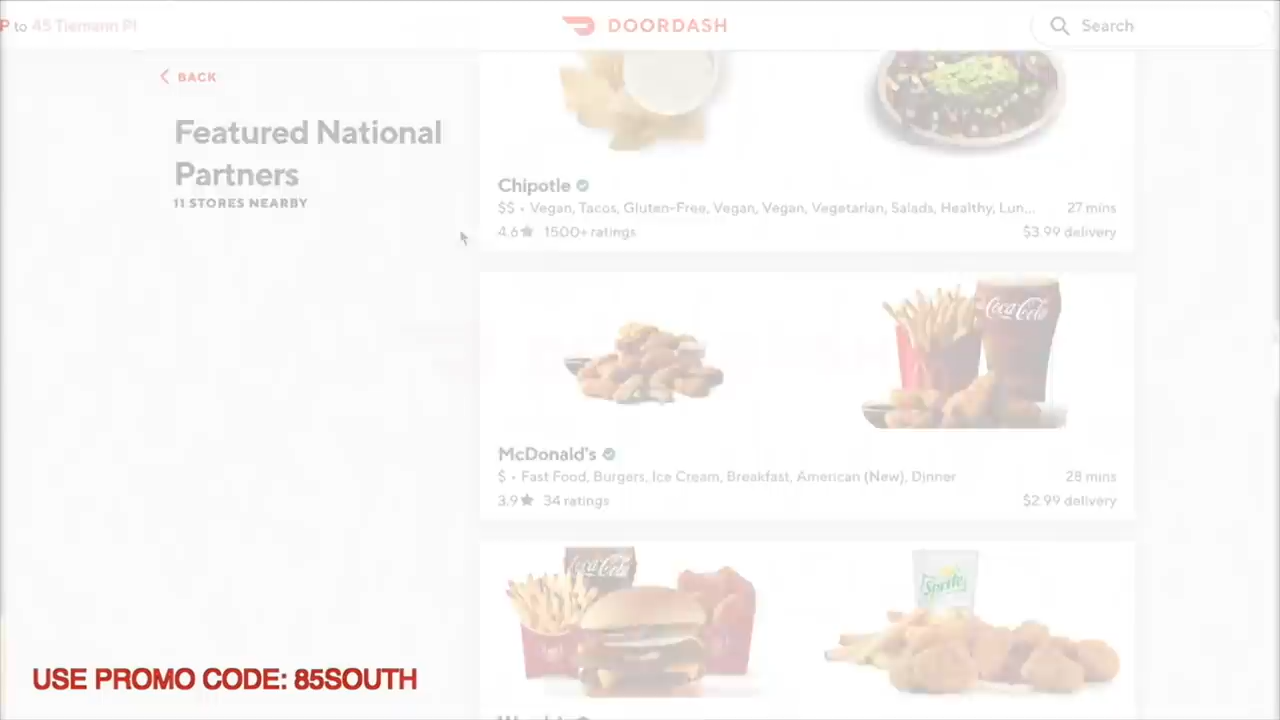 P to 45 Tiemann Pl
DOORDASH
Search
BACK
Featured National
Partners
11 STORES NEARBY
Chipotle
$$ • Vegan, Tacos, Gluten-Free, Vegan, Vegan, Vegetarian, Salads, Healthy, Lun... 27 mins
4.6★ 1500+ ratings $3.99 delivery
Coca-Cola
McDonald's
$ • Fast Food, Burgers, Ice Cream, Breakfast, American (New), Dinner 28 mins
3.9★ 34 ratings $2.99 delivery
Coca-Cola
Sprite
USE PROMO CODE: 85SOUTH